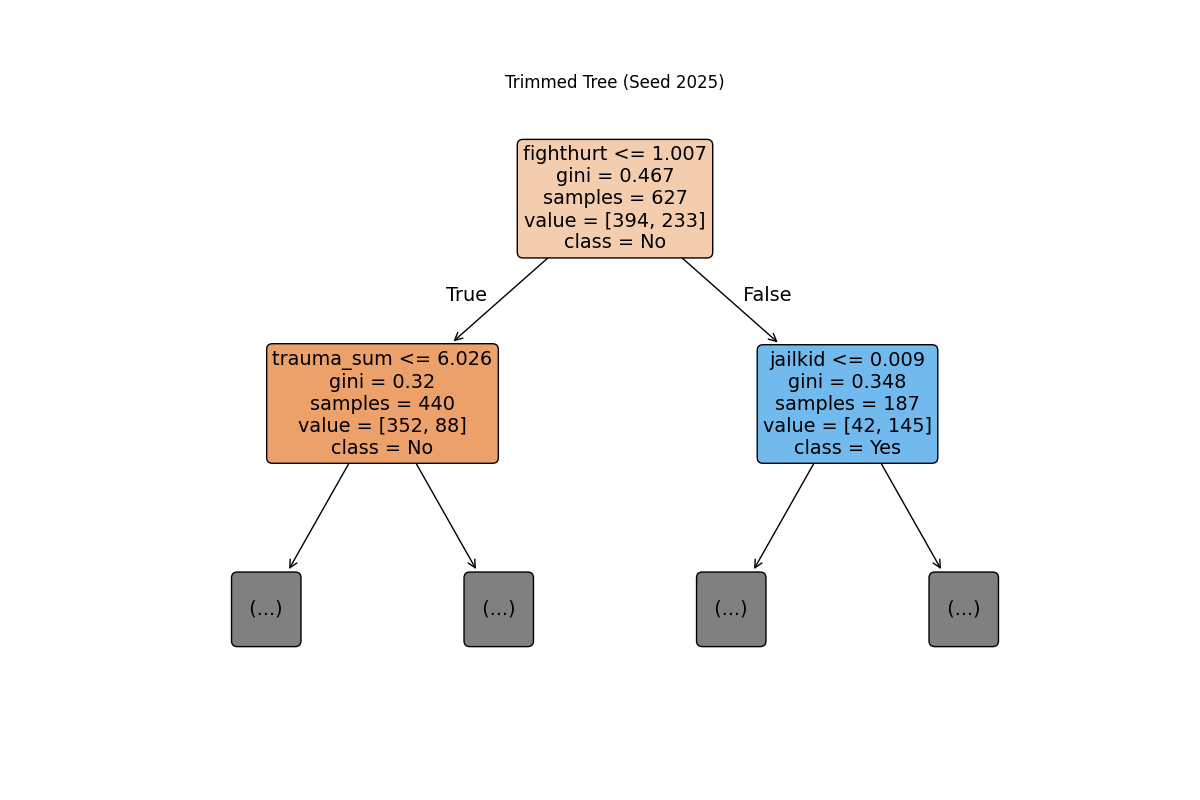 Trimmed Tree (Seed 2025)
fighthurt <= 1.007
gini = 0.467
samples = 627
value = [394, 233]
class = No
True
False
trauma_sum <= 6.026
gini = 0.32
samples = 440
value = [352, 88]
class = No
jailkid <= 0.009
gini = 0.348
samples = 187
value = [42, 145]
class = Yes
(...)
(...)
(...)
(...)